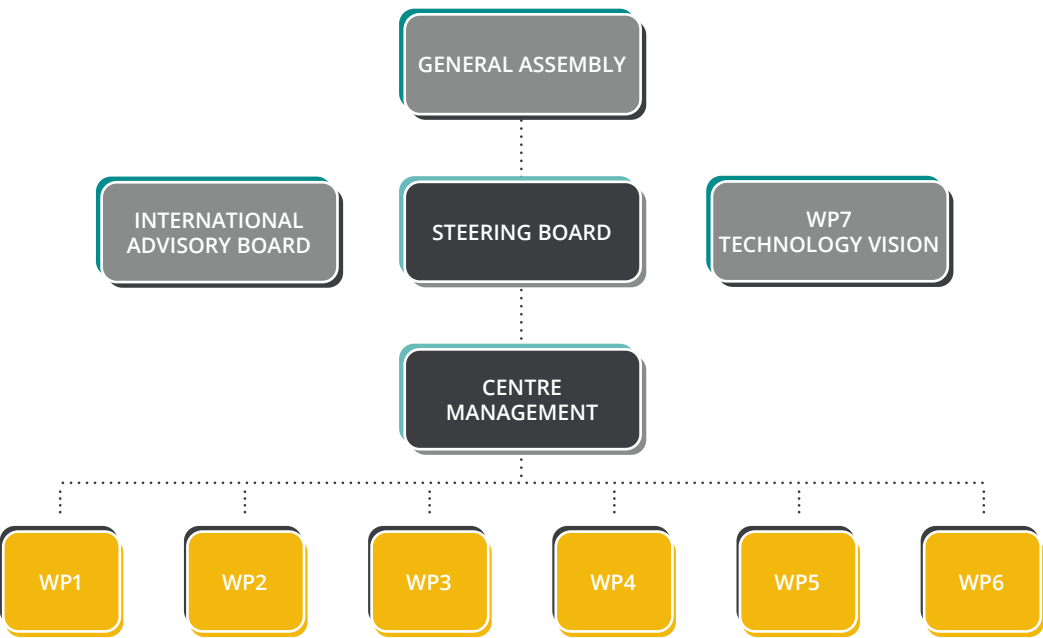 GENERAL ASSEMBLY
INTERNATIONAL
ADVISORY BOARD
STEERING BOARD
WP7
TECHNOLOGY VISION
CENTRE
MANAGEMENT
WP1
WP2
WP3
WP4
WP5
WP6